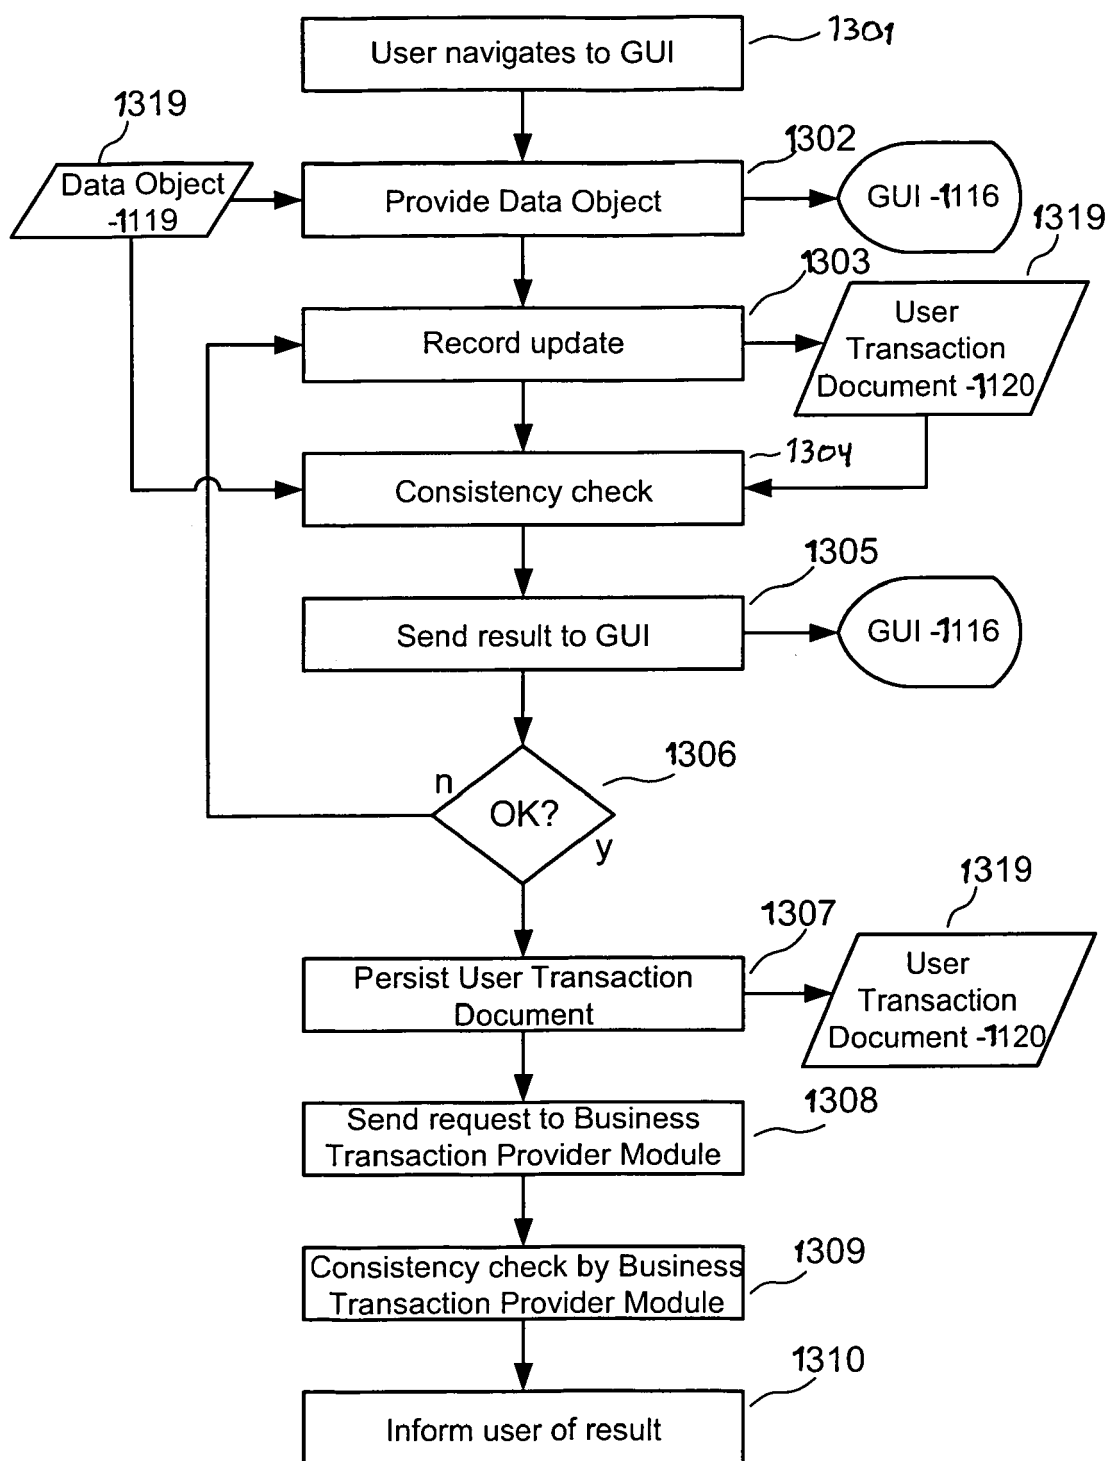 User navigates to GUI
1301
1319
1302
Data Object
-1119
Provide Data Object
GUI -1116
1319
1303
Record update
User
Transaction
Document -1120
1304
Consistency check
1305
Send result to GUI
GUI -1116
1306
n
OK?
y
1319
1307
Persist User Transaction
Document
User
Transaction
Document -1120
1308
Send request to Business
Transaction Provider Module
1309
Consistency check by Business
Transaction Provider Module
1310
Inform user of result